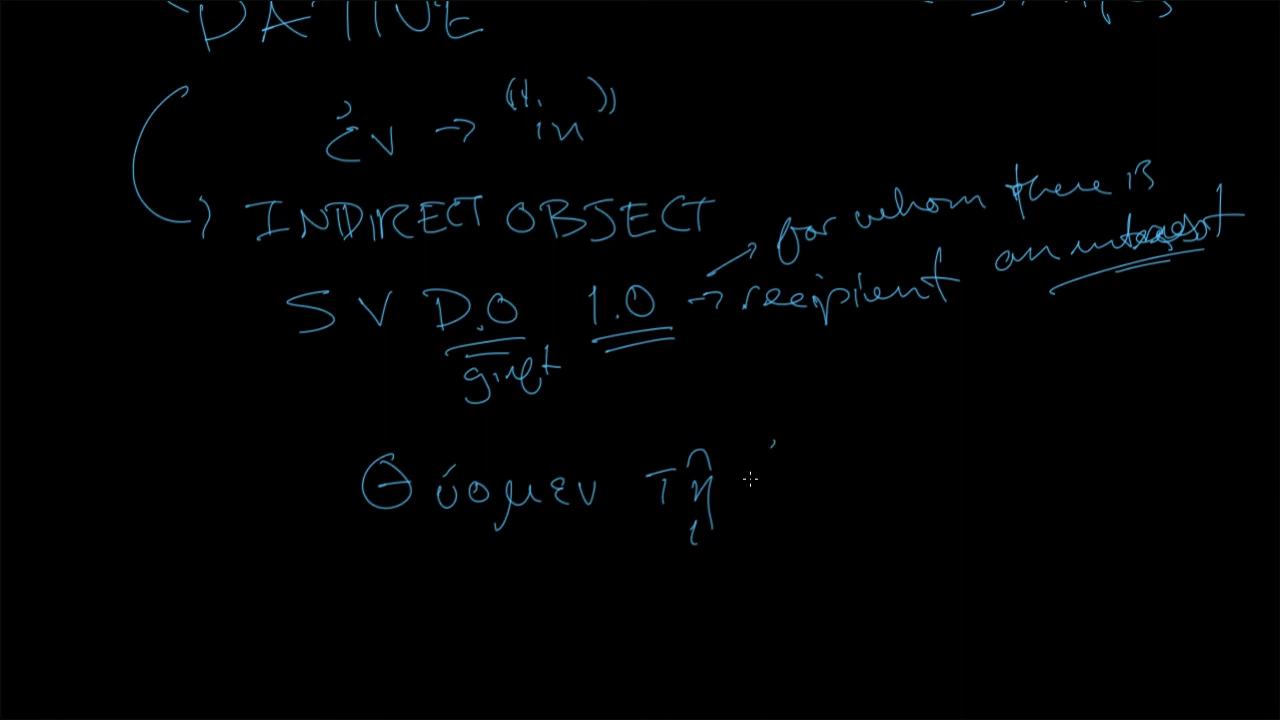 DATIVE
ἐν → "in"
INDIRECT OBJECT
for whom there is
an interest
S V D.O I.O → recipient
gift
Θύομεν τῇ